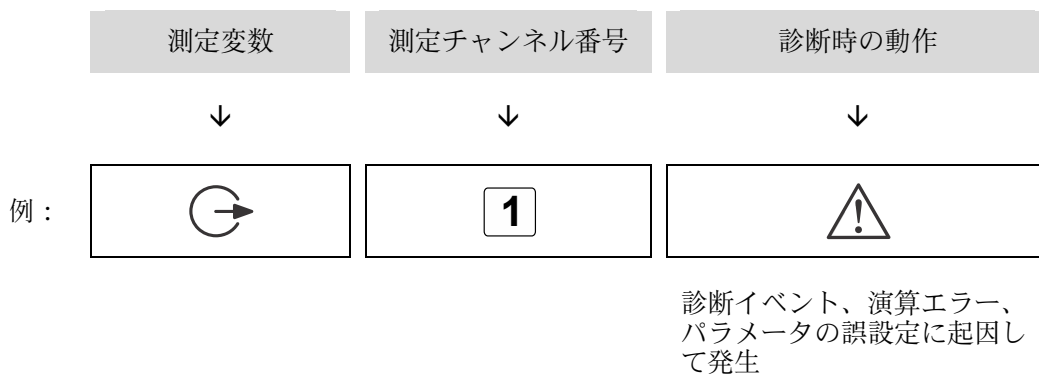 測定変数 測定チャンネル番号 診断時の動作
↓ ↓ ↓
例： 1
診断イベント、演算エラー、
パラメータの誤設定に起因し
て発生